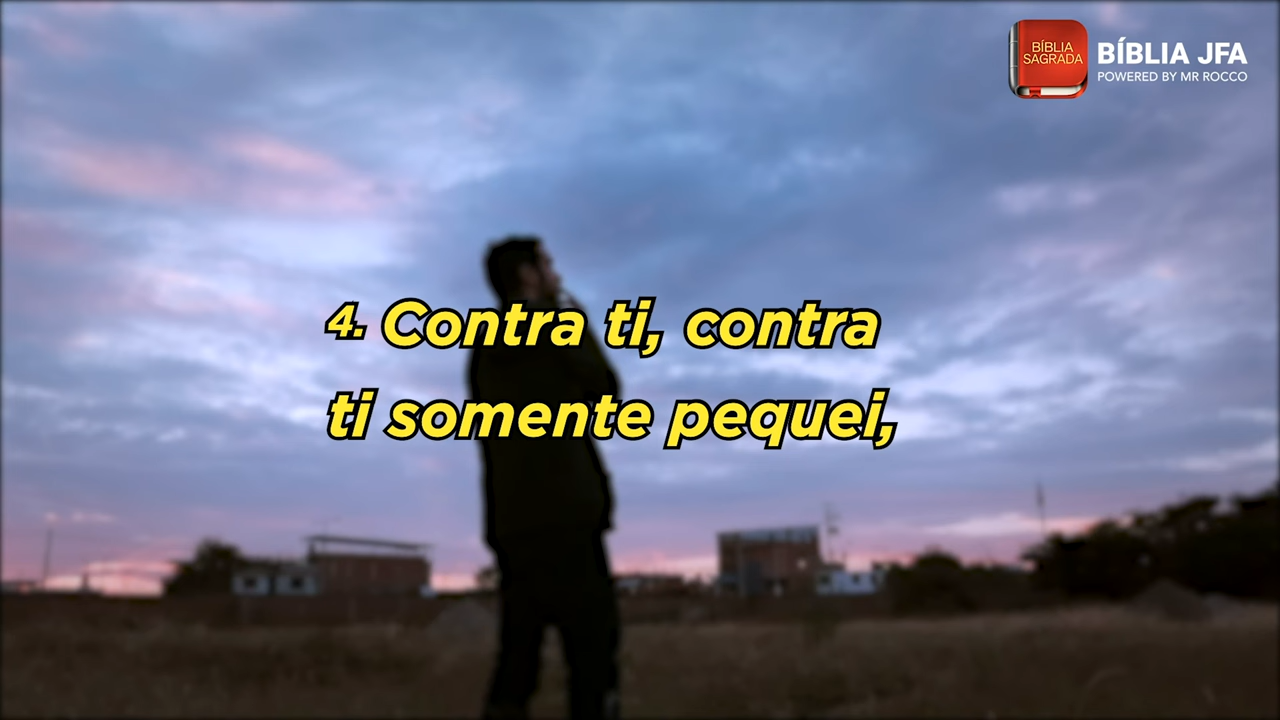 BÍBLIA
SAGRADA
BÍBLIA JFA
POWERED BY MR ROCCO
4. Contra ti, contra
ti somente pequei,